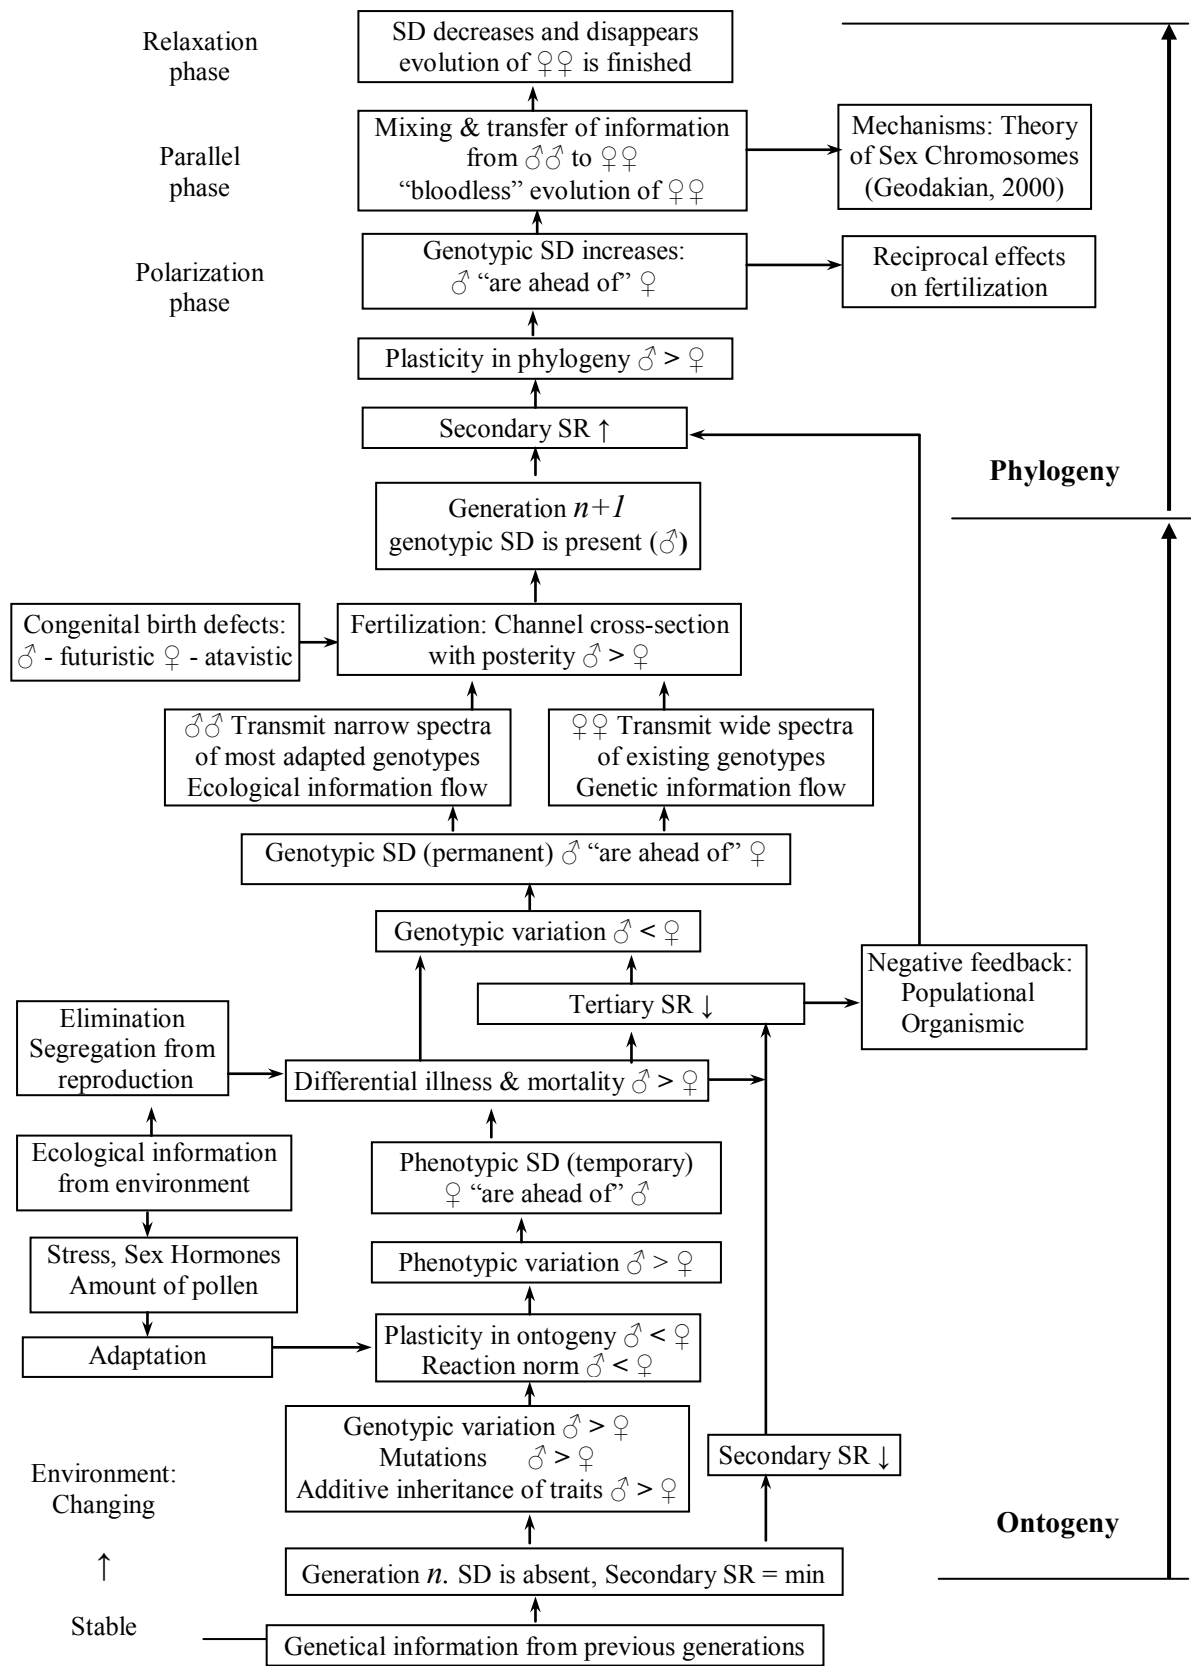 Relaxation
phase
SD decreases and disappears
evolution of ♀♀ is finished
Parallel
phase
Mixing & transfer of information
from ♂♂ to ♀♀
“bloodless” evolution of ♀♀
Mechanisms: Theory
of Sex Chromosomes
(Geodakian, 2000)
Polarization
phase
Genotypic SD increases:
♂ “are ahead of” ♀
Reciprocal effects
on fertilization
Plasticity in phylogeny ♂ > ♀
Secondary SR ↑
Phylogeny
Generation n+1
genotypic SD is present (♂)
Congenital birth defects:
♂ - futuristic ♀ - atavistic
Fertilization: Channel cross-section
with posterity ♂ > ♀
♂♂ Transmit narrow spectra
of most adapted genotypes
Ecological information flow
♀♀ Transmit wide spectra
of existing genotypes
Genetic information flow
Genotypic SD (permanent) ♂ “are ahead of” ♀
Genotypic variation ♂ < ♀
Negative feedback:
Populational
Organismic
Tertiary SR ↓
Elimination
Segregation from
reproduction
Differential illness & mortality ♂ > ♀
Ecological information
from environment
Phenotypic SD (temporary)
♀ “are ahead of” ♂
Stress, Sex Hormones
Amount of pollen
Phenotypic variation ♂ > ♀
Adaptation
Plasticity in ontogeny ♂ < ♀
Reaction norm ♂ < ♀
Genotypic variation ♂ > ♀
Mutations ♂ > ♀
Additive inheritance of traits ♂ > ♀
Secondary SR ↓
Environment:
Changing
↑
Stable
Ontogeny
Generation n. SD is absent, Secondary SR = min
Genetical information from previous generations